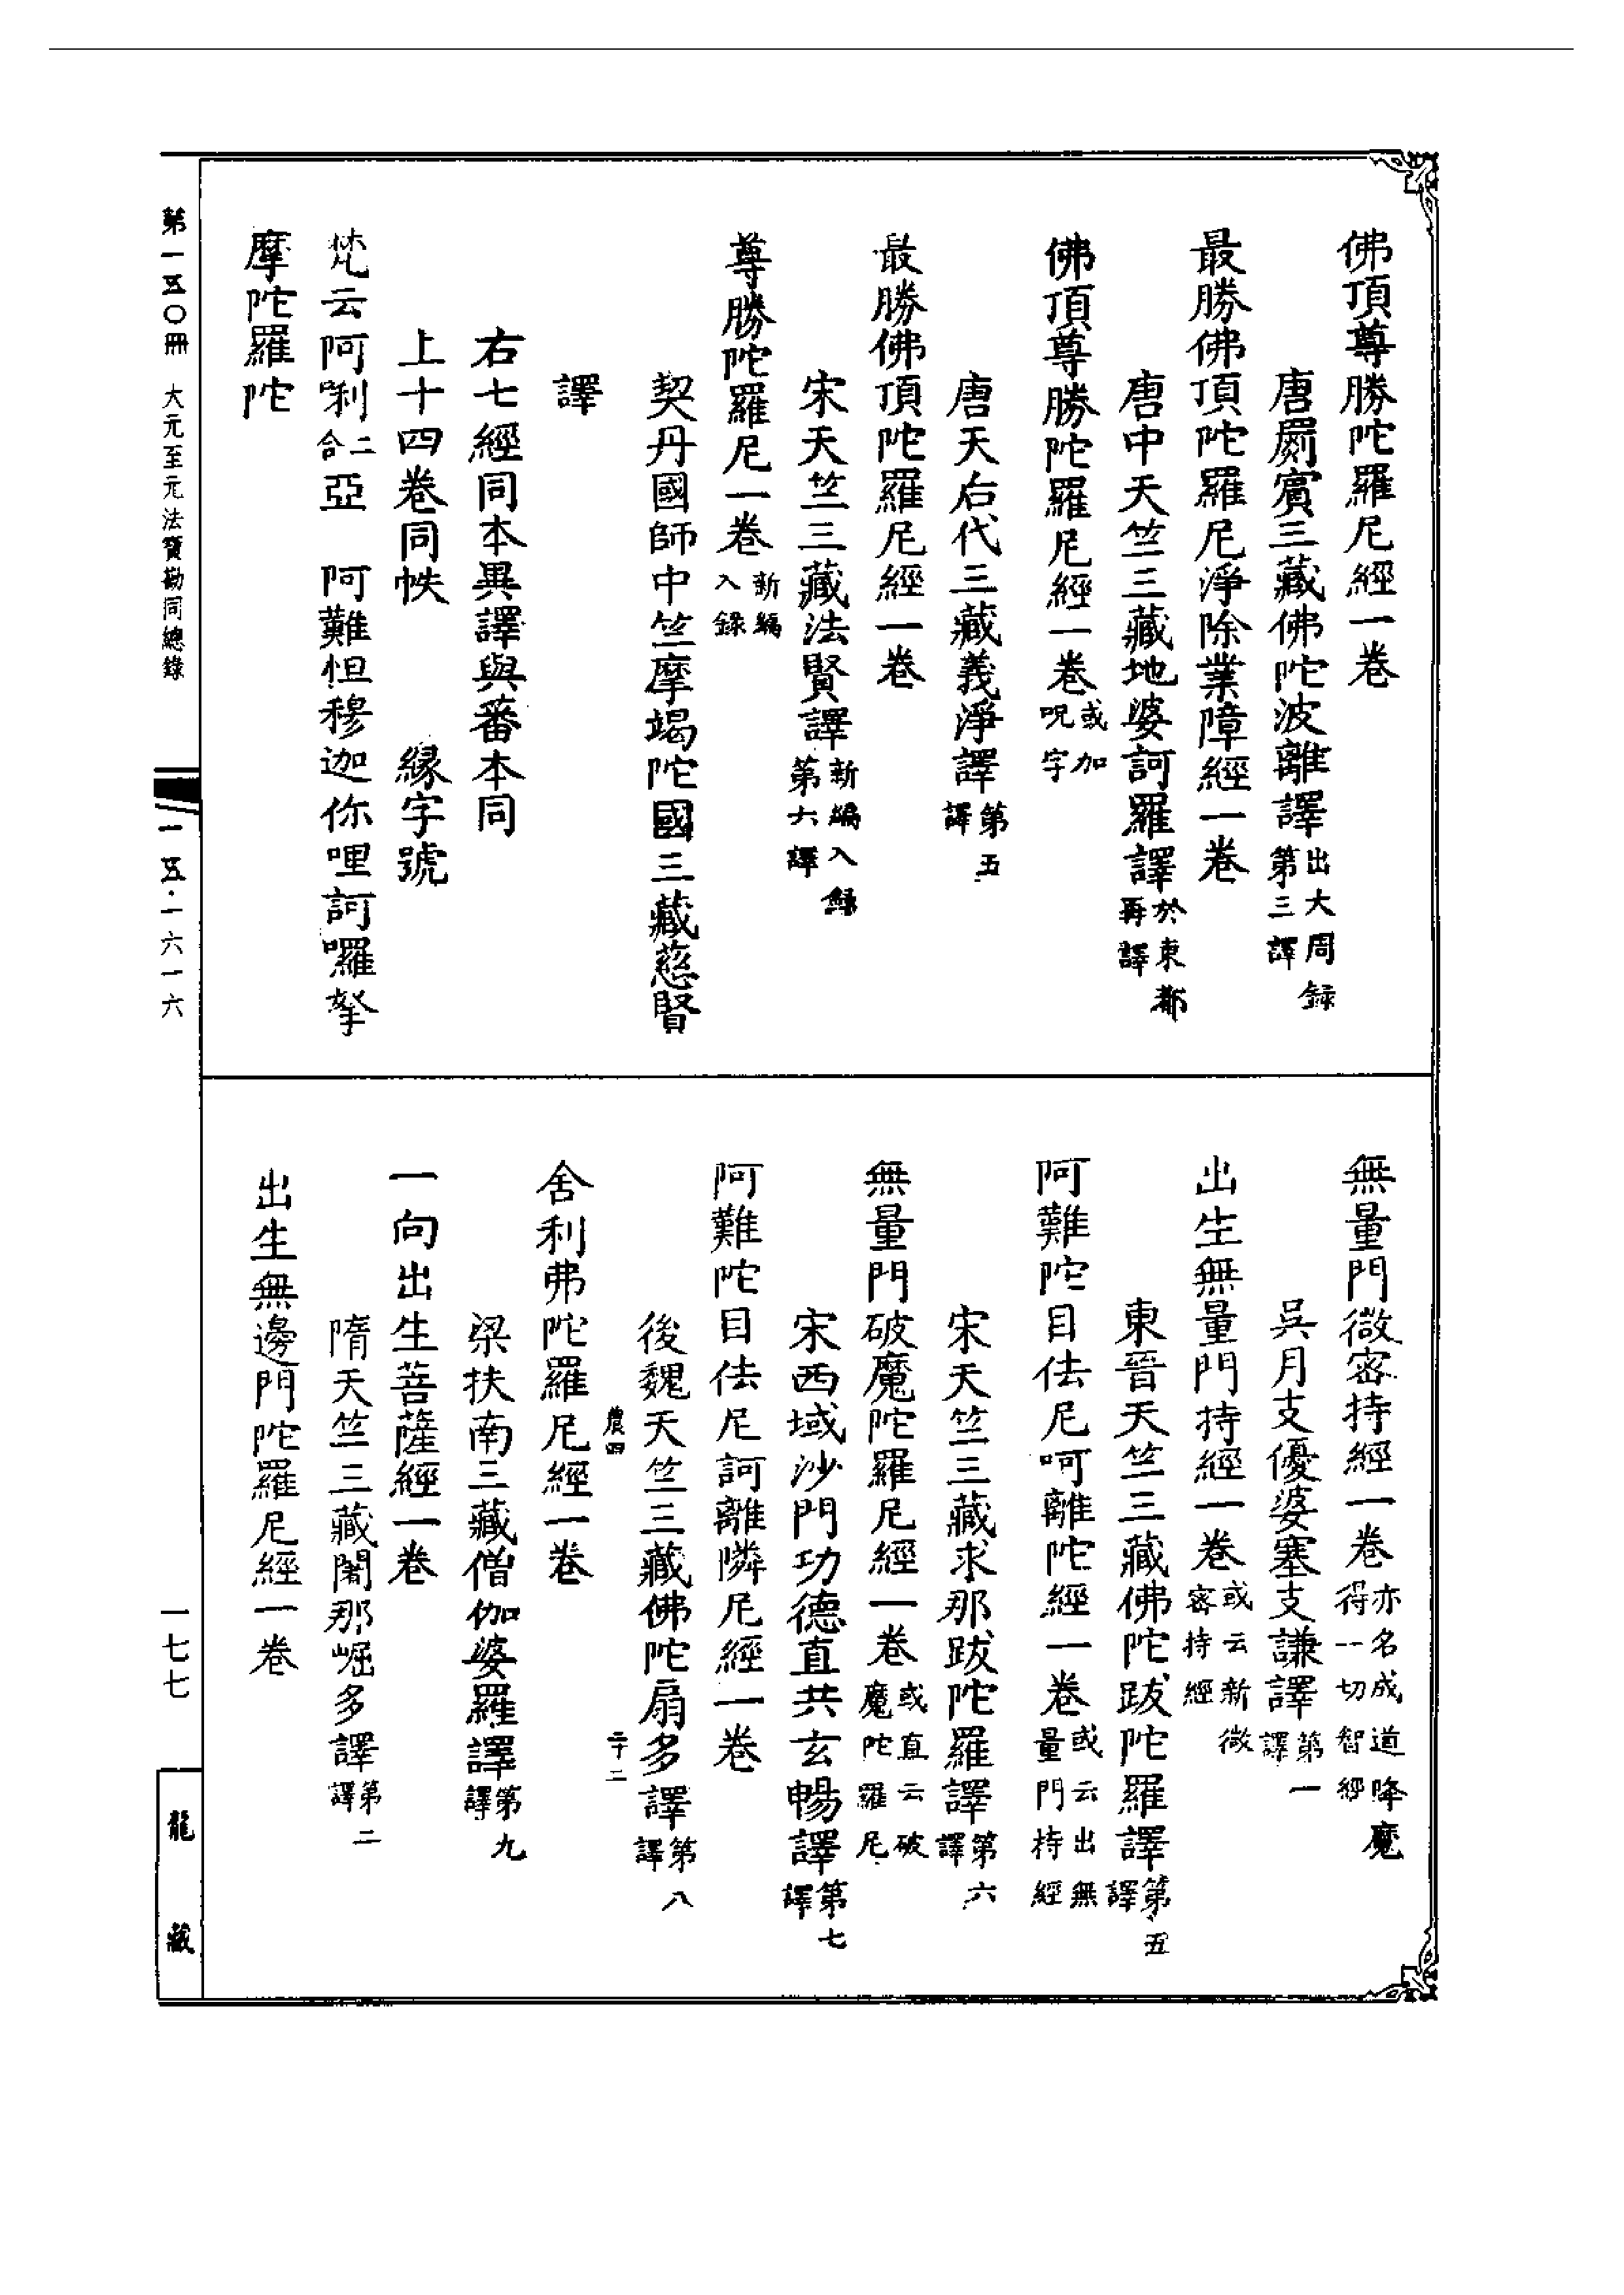 佛頂尊勝陀羅尼經一卷
唐罽賓三藏佛陀波離譯出大周録第三譯
最勝佛頂陀羅尼淨除業障經一卷
唐中天竺三藏地婆訶羅譯於東都再譯
佛頂尊勝陀羅尼經一卷或加呪字
唐天后代三藏義淨譯第五譯
最勝佛頂陀羅尼經一卷
宋天竺三藏法賢譯新編入録第六譯
尊勝陀羅尼一卷新編入錄
契丹國師中竺摩竭陀國三藏慈賢
譯
右七經同本異譯與蕃本同
上十四卷同帙　緣字號
梵云阿唎二合亞　阿難怛穆迦你哩訶囉拏
摩陀羅陀
無量門微密持經一卷亦名成道降魔得一切智經
吳月支優婆塞支謙譯第一譯
出生無量門持經一卷或云新微密持經
東晉天竺三藏佛陀跋陀羅譯第五譯
阿難陀目佉尼呵離陀經一卷或云出無量門持經
宋天竺三藏求那跋陀羅譯第六譯
無量門破魔陀羅尼經一卷或直云破魔陀羅尼
宋西域沙門功德直共玄暢譯第七譯
阿難陀目佉尼訶離隣尼經一卷
後魏天竺三藏佛陀扇多譯第八譯
農四　二十二
舍利弗陀羅尼經一卷
梁扶南三藏僧伽婆羅譯第九譯
一向出生菩薩經一卷
隋天竺三藏闍那崛多譯第二譯
出生無邊門陀羅尼經一卷
第一五〇冊　大元至元法寶勘同總錄
一五·一六一六
一七七
龍藏